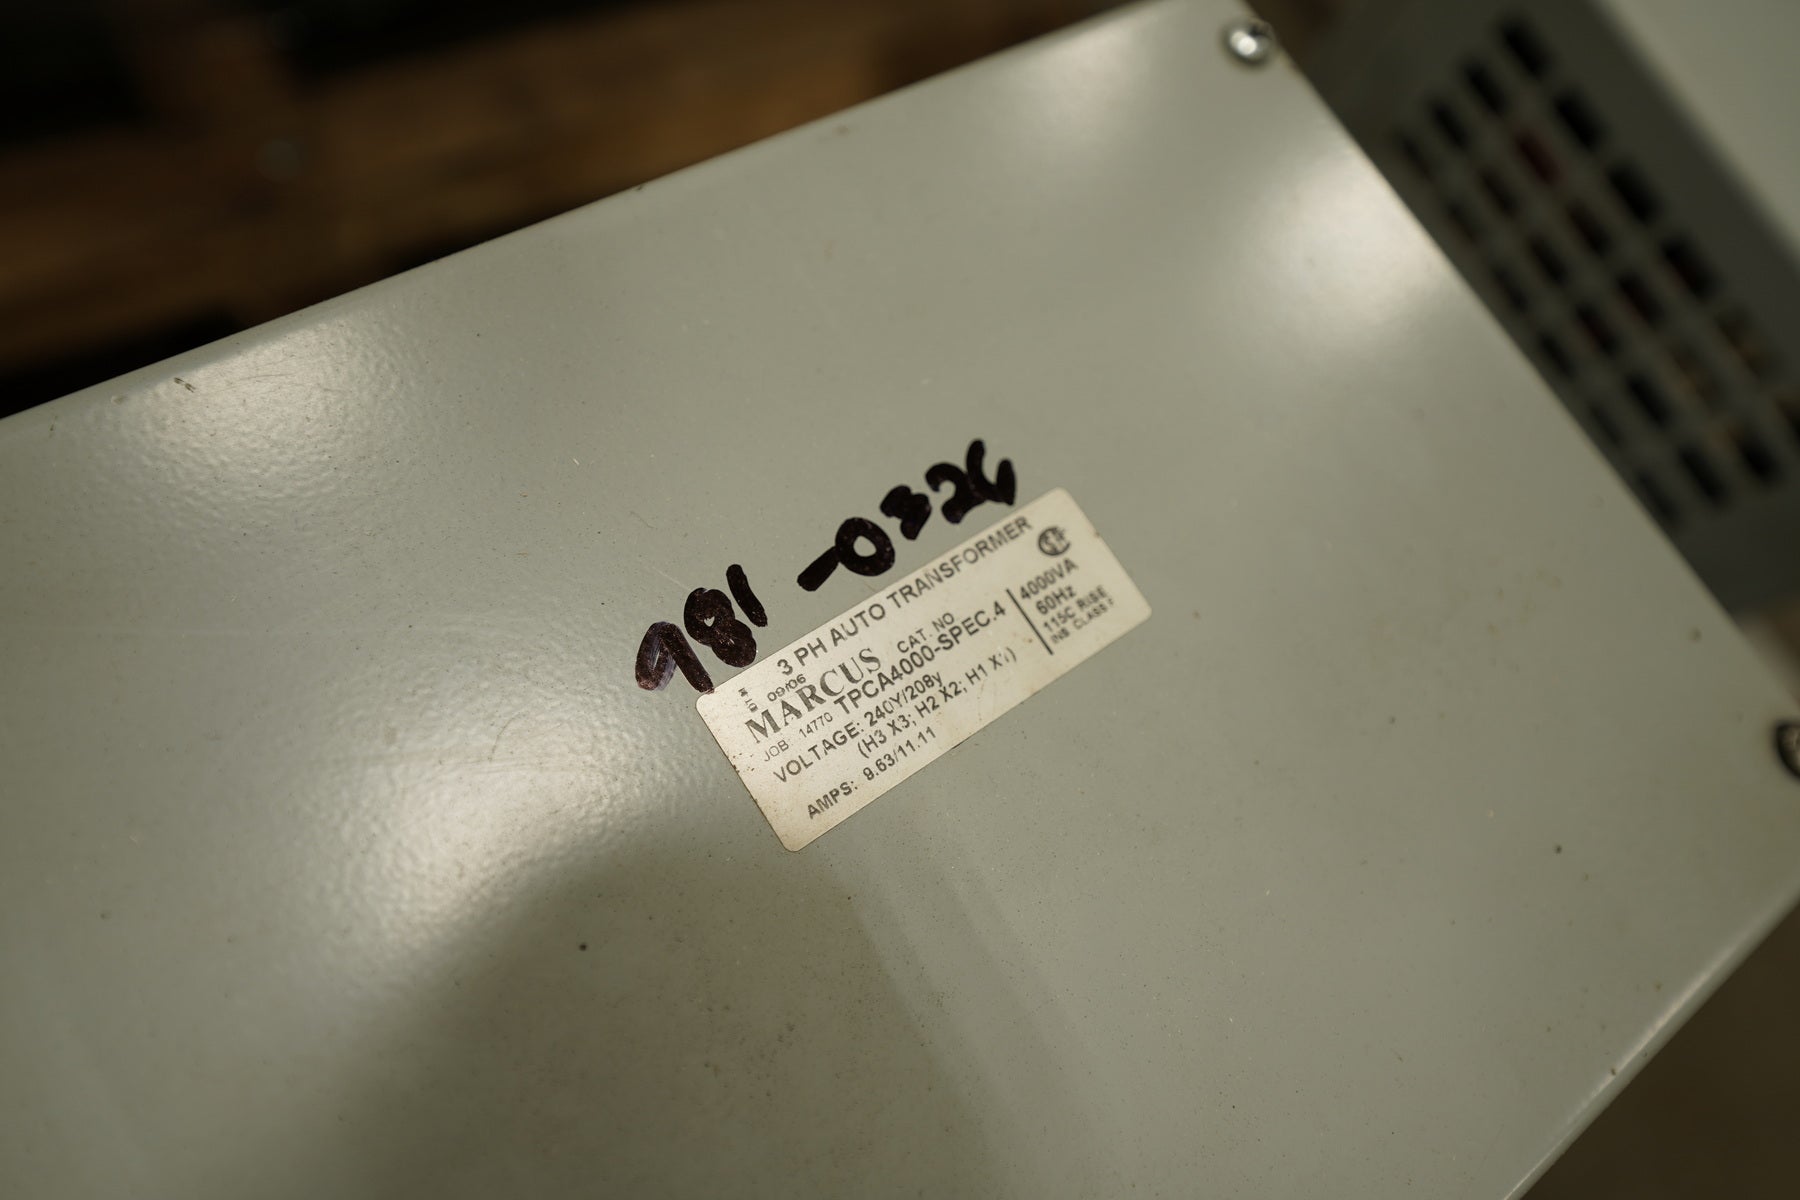 981-0326
3 PH AUTO TRANSFORMER
09/06
MARCUS CAT. NO
JOB 14770 TPCA4000-SPEC.4
VOLTAGE: 240Y/208y
(H3 X3; H2 X2; H1 X1)
AMPS: 9.63/11.11
4000VA
60Hz
115C RISE
INS CLASS F